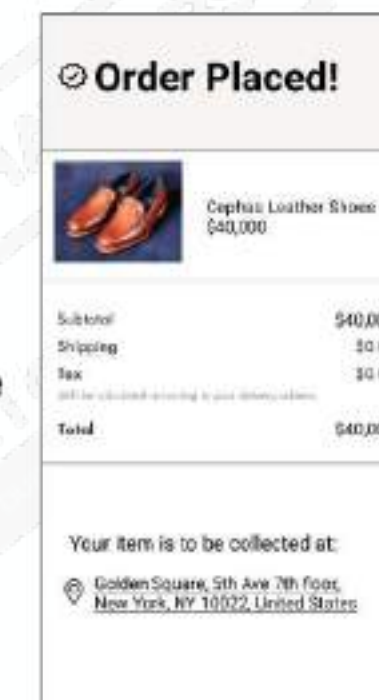 Order Placed!
Cephas Leather Shoes
$40,000
Subtotal
Shipping
Tax
Total
Your item is to be collected at:
Golden Square, 5th Ave 7th floor,
New York, NY 10022, United States